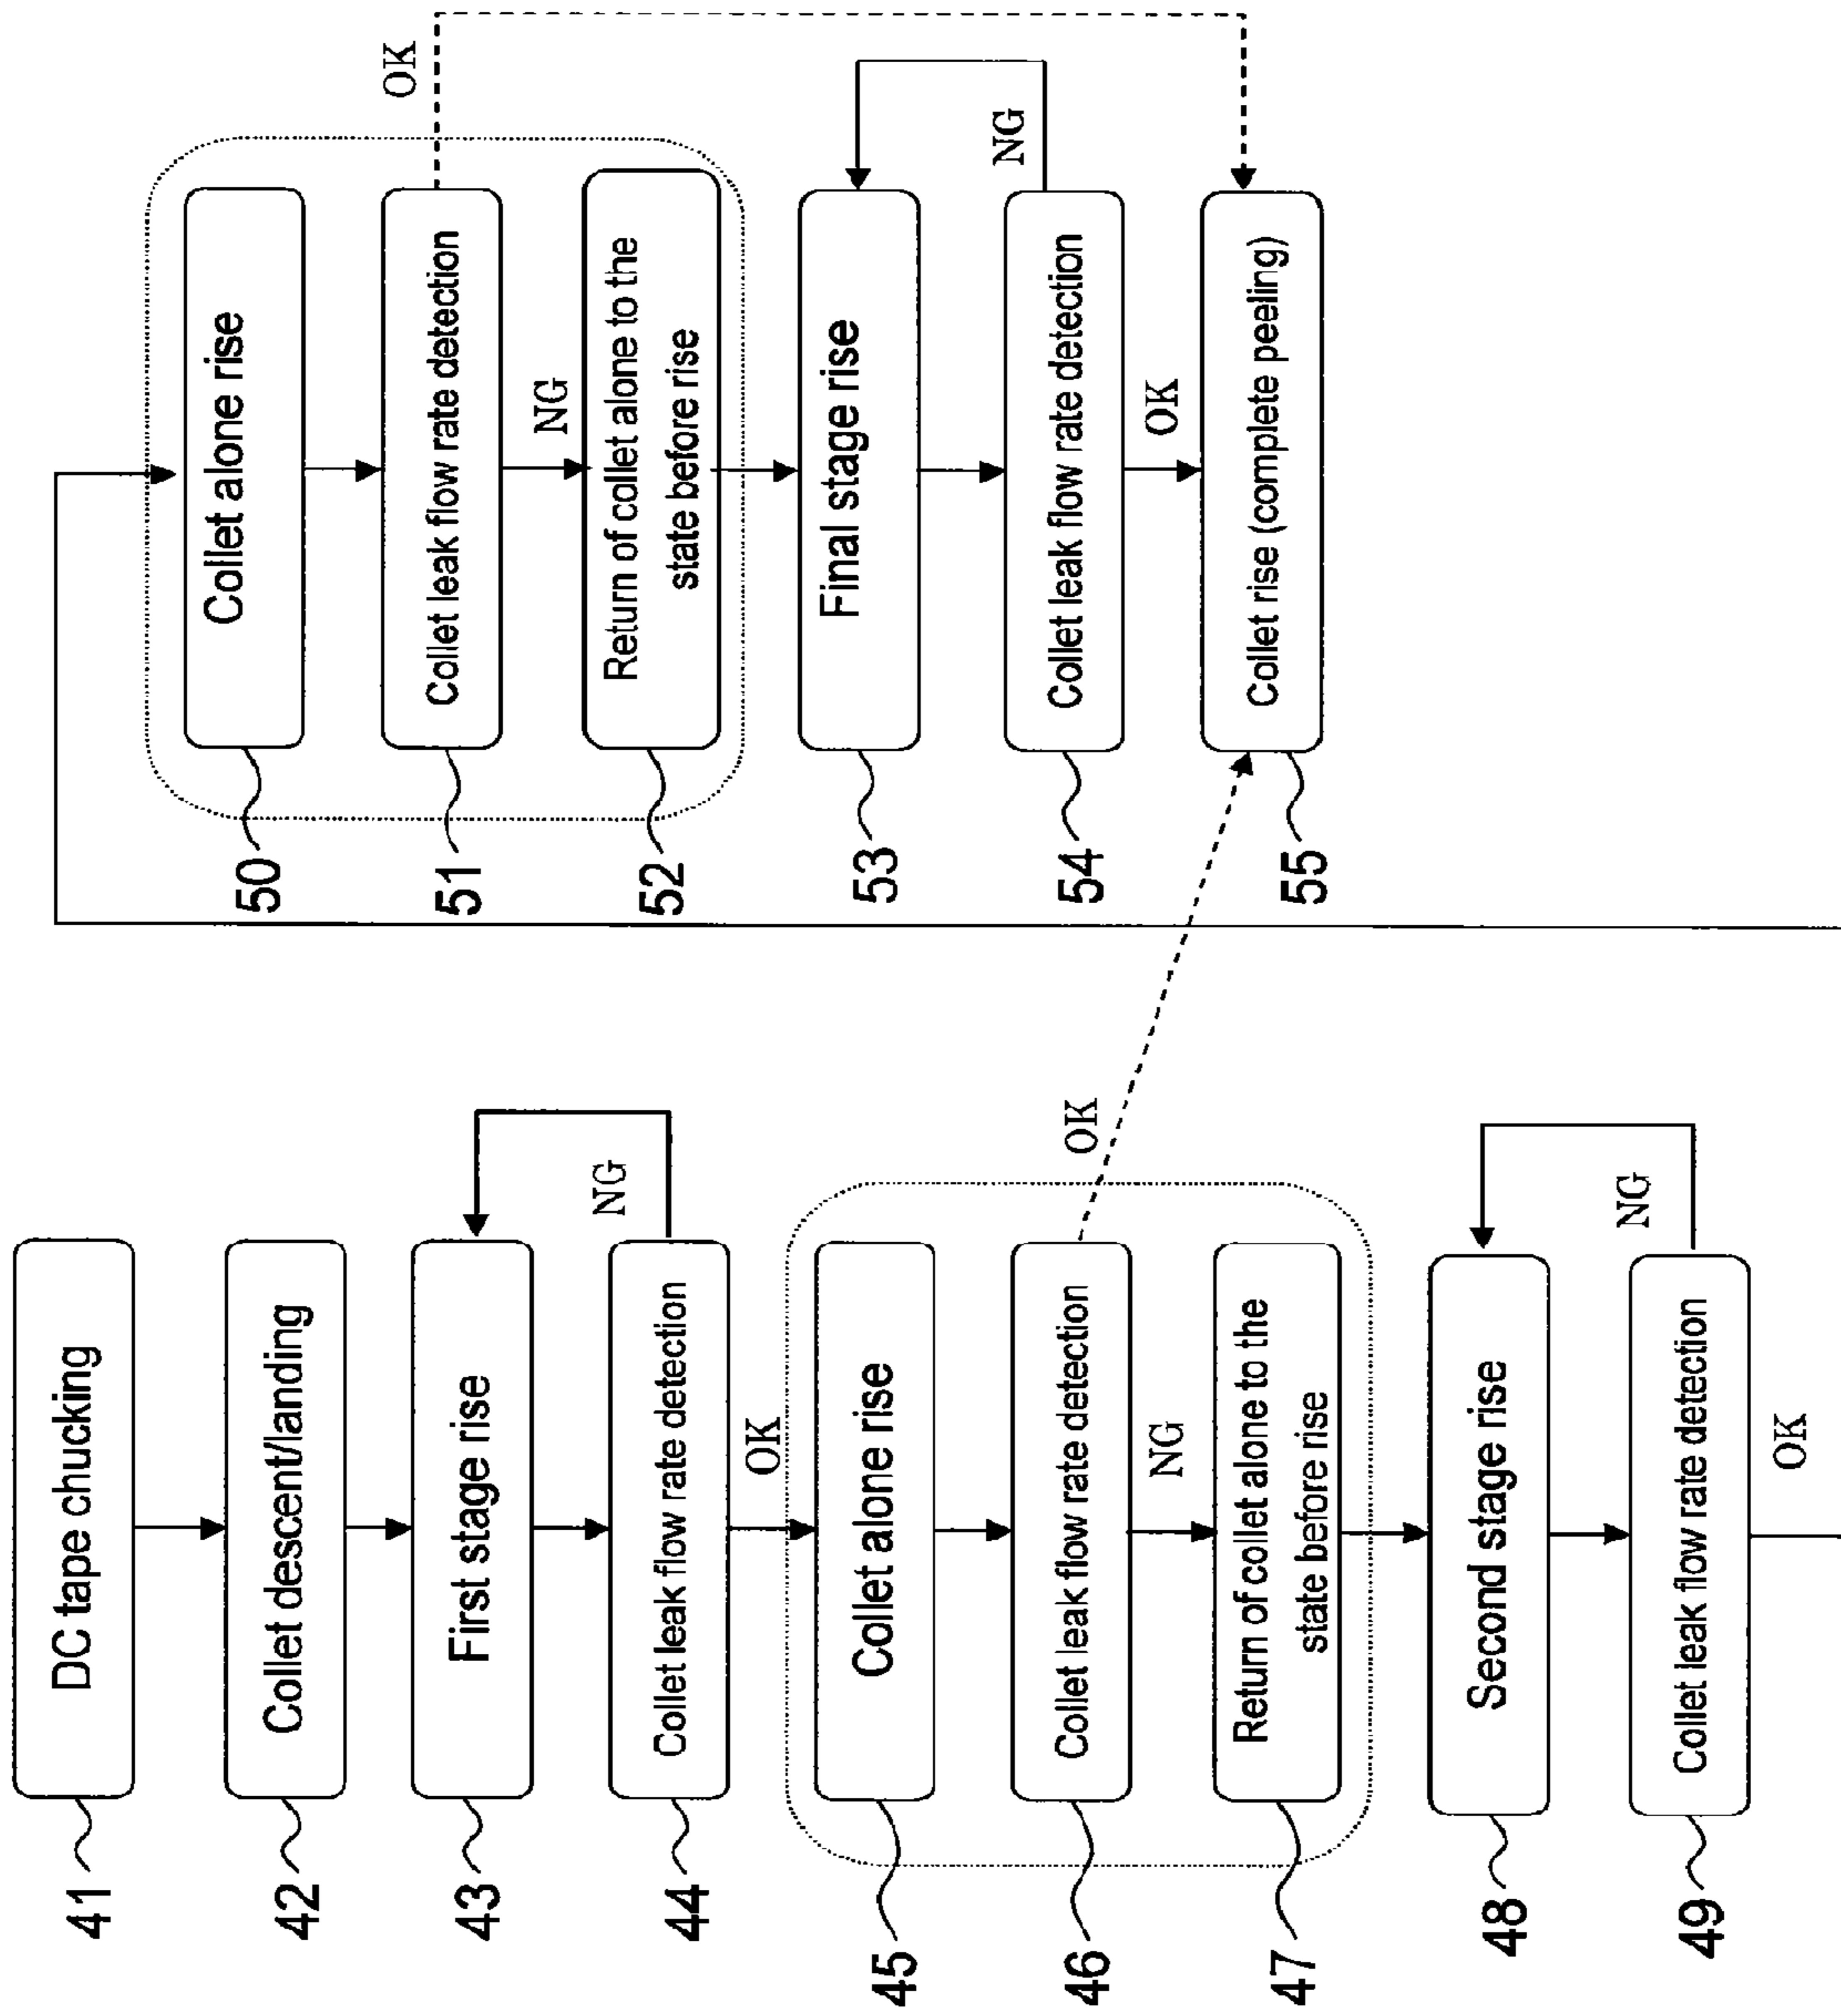 41
DC tape chucking
42
Collet descent/landing
43
First stage rise
NG
44
Collet leak flow rate detection
OK
45
Collet alone rise
46
Collet leak flow rate detection
OK
NG
47
Return of collet alone to the
state before rise
48
Second stage rise
NG
49
Collet leak flow rate detection
OK
50
Collet alone rise
OK
51
Collet leak flow rate detection
NG
52
Return of collet alone to the
state before rise
53
Final stage rise
NG
54
Collet leak flow rate detection
OK
55
Collet rise (complete peeling)